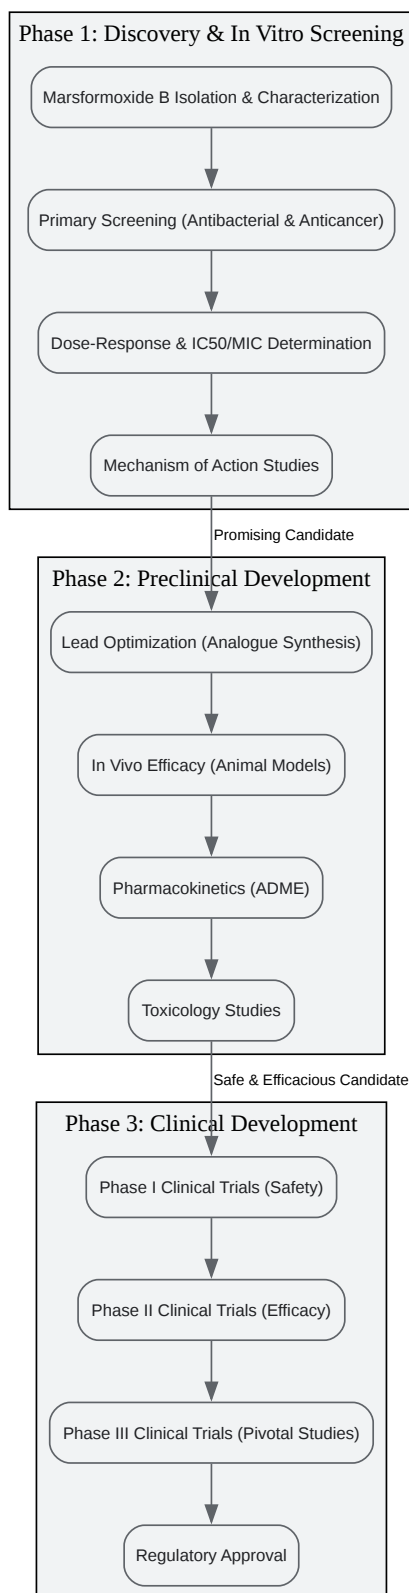 Phase 1: Discovery & In Vitro Screening
Marsformoxide B Isolation & Characterization
Primary Screening (Antibacterial & Anticancer)
Dose-Response & IC50/MIC Determination
Mechanism of Action Studies
Promising Candidate
Phase 2: Preclinical Development
Lead Optimization (Analogue Synthesis)
In Vivo Efficacy (Animal Models)
Pharmacokinetics (ADME)
Toxicology Studies
Safe & Efficacious Candidate
Phase 3: Clinical Development
Phase I Clinical Trials (Safety)
Phase II Clinical Trials (Efficacy)
Phase III Clinical Trials (Pivotal Studies)
Regulatory Approval